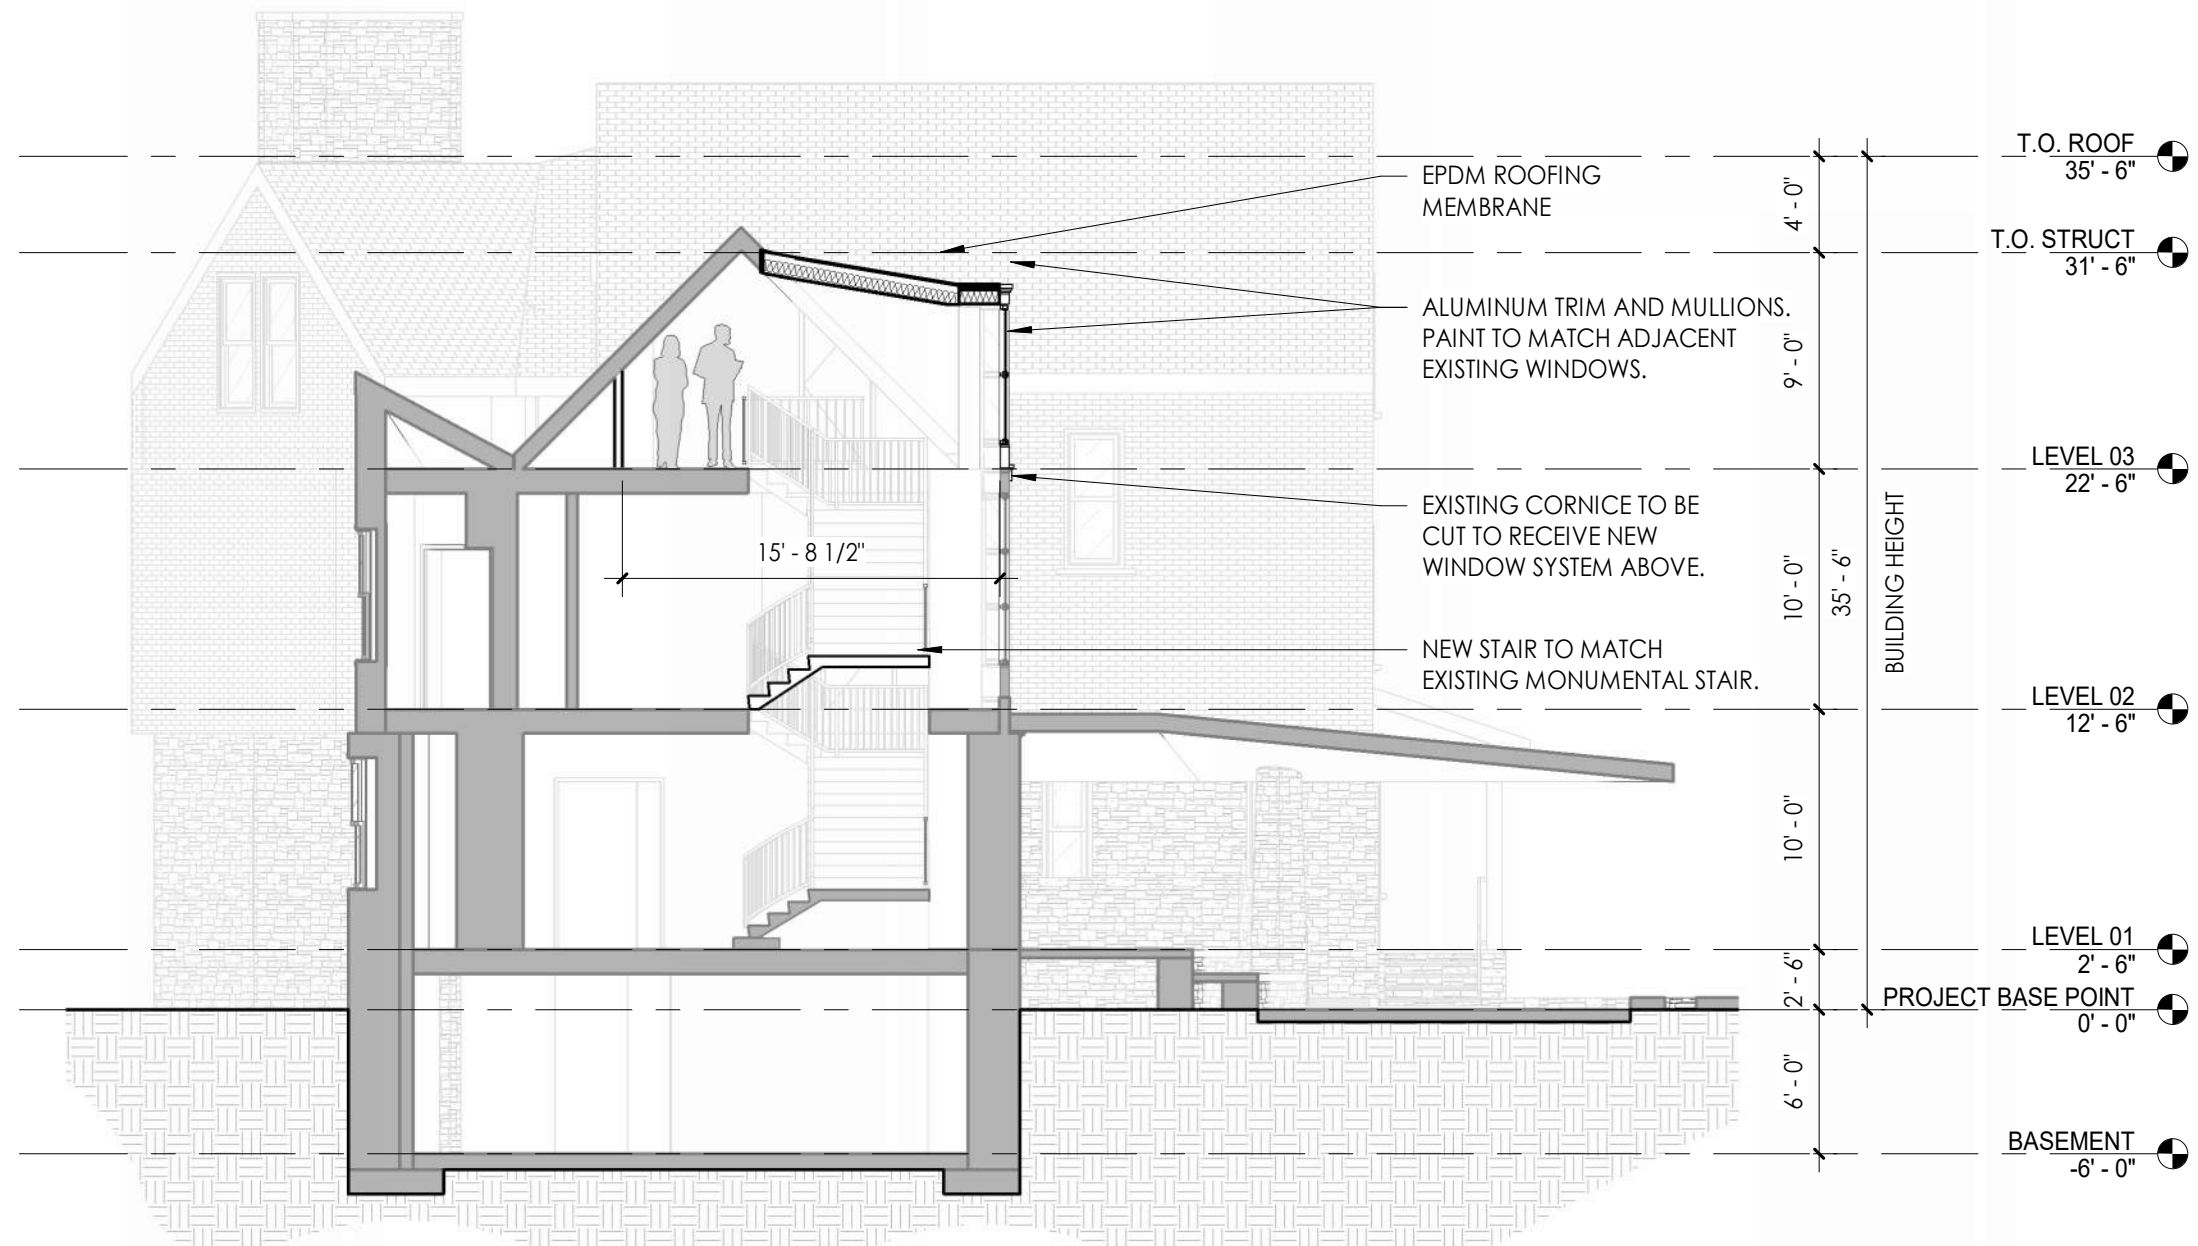 T.O. ROOF
35' - 6"
EPDM ROOFING
MEMBRANE
4' - 0"
T.O. STRUCT
31' - 6"
ALUMINUM TRIM AND MULLIONS.
PAINT TO MATCH ADJACENT
EXISTING WINDOWS.
9' - 0"
LEVEL 03
22' - 6"
EXISTING CORNICE TO BE
CUT TO RECEIVE NEW
WINDOW SYSTEM ABOVE.
15' - 8 1/2"
10' - 0"
35' - 6"
BUILDING HEIGHT
NEW STAIR TO MATCH
EXISTING MONUMENTAL STAIR.
LEVEL 02
12' - 6"
10' - 0"
LEVEL 01
2' - 6"
2' - 6"
PROJECT BASE POINT
0' - 0"
6' - 0"
BASEMENT
-6' - 0"